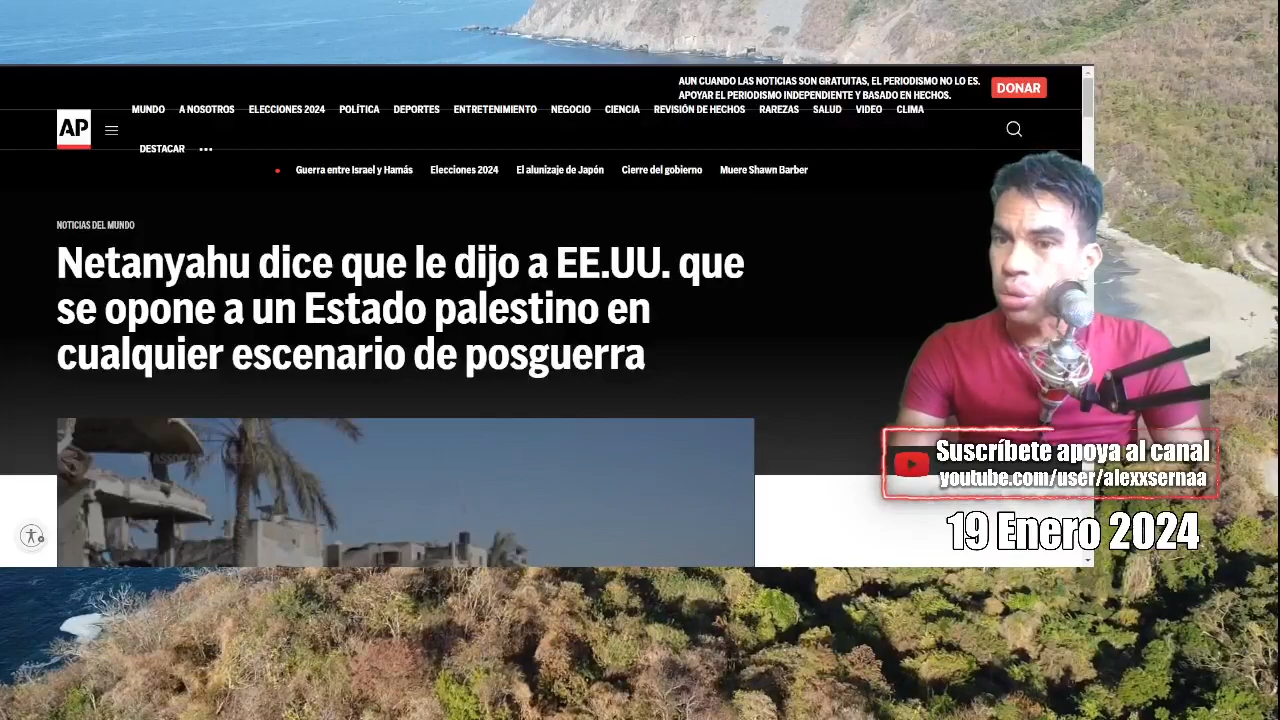 AUN CUANDO LAS NOTICIAS SON GRATUITAS, EL PERIODISMO NO LO ES.
APOYAR EL PERIODISMO INDEPENDIENTE Y BASADO EN HECHOS.
DONAR
MUNDO A NOSOTROS ELECCIONES 2024 POLÍTICA DEPORTES ENTRETENIMIENTO NEGOCIO CIENCIA REVISIÓN DE HECHOS RAREZAS SALUD VIDEO CLIMA
AP
DESTACAR
Guerra entre Israel y Hamás Elecciones 2024 El alunizaje de Japón Cierre del gobierno Muere Shawn Barber
NOTICIAS DEL MUNDO
Netanyahu dice que le dijo a EE.UU. que
se opone a un Estado palestino en
cualquier escenario de posguerra
Suscríbete apoya al canal
youtube.com/user/alexxsernaa
19 Enero 2024